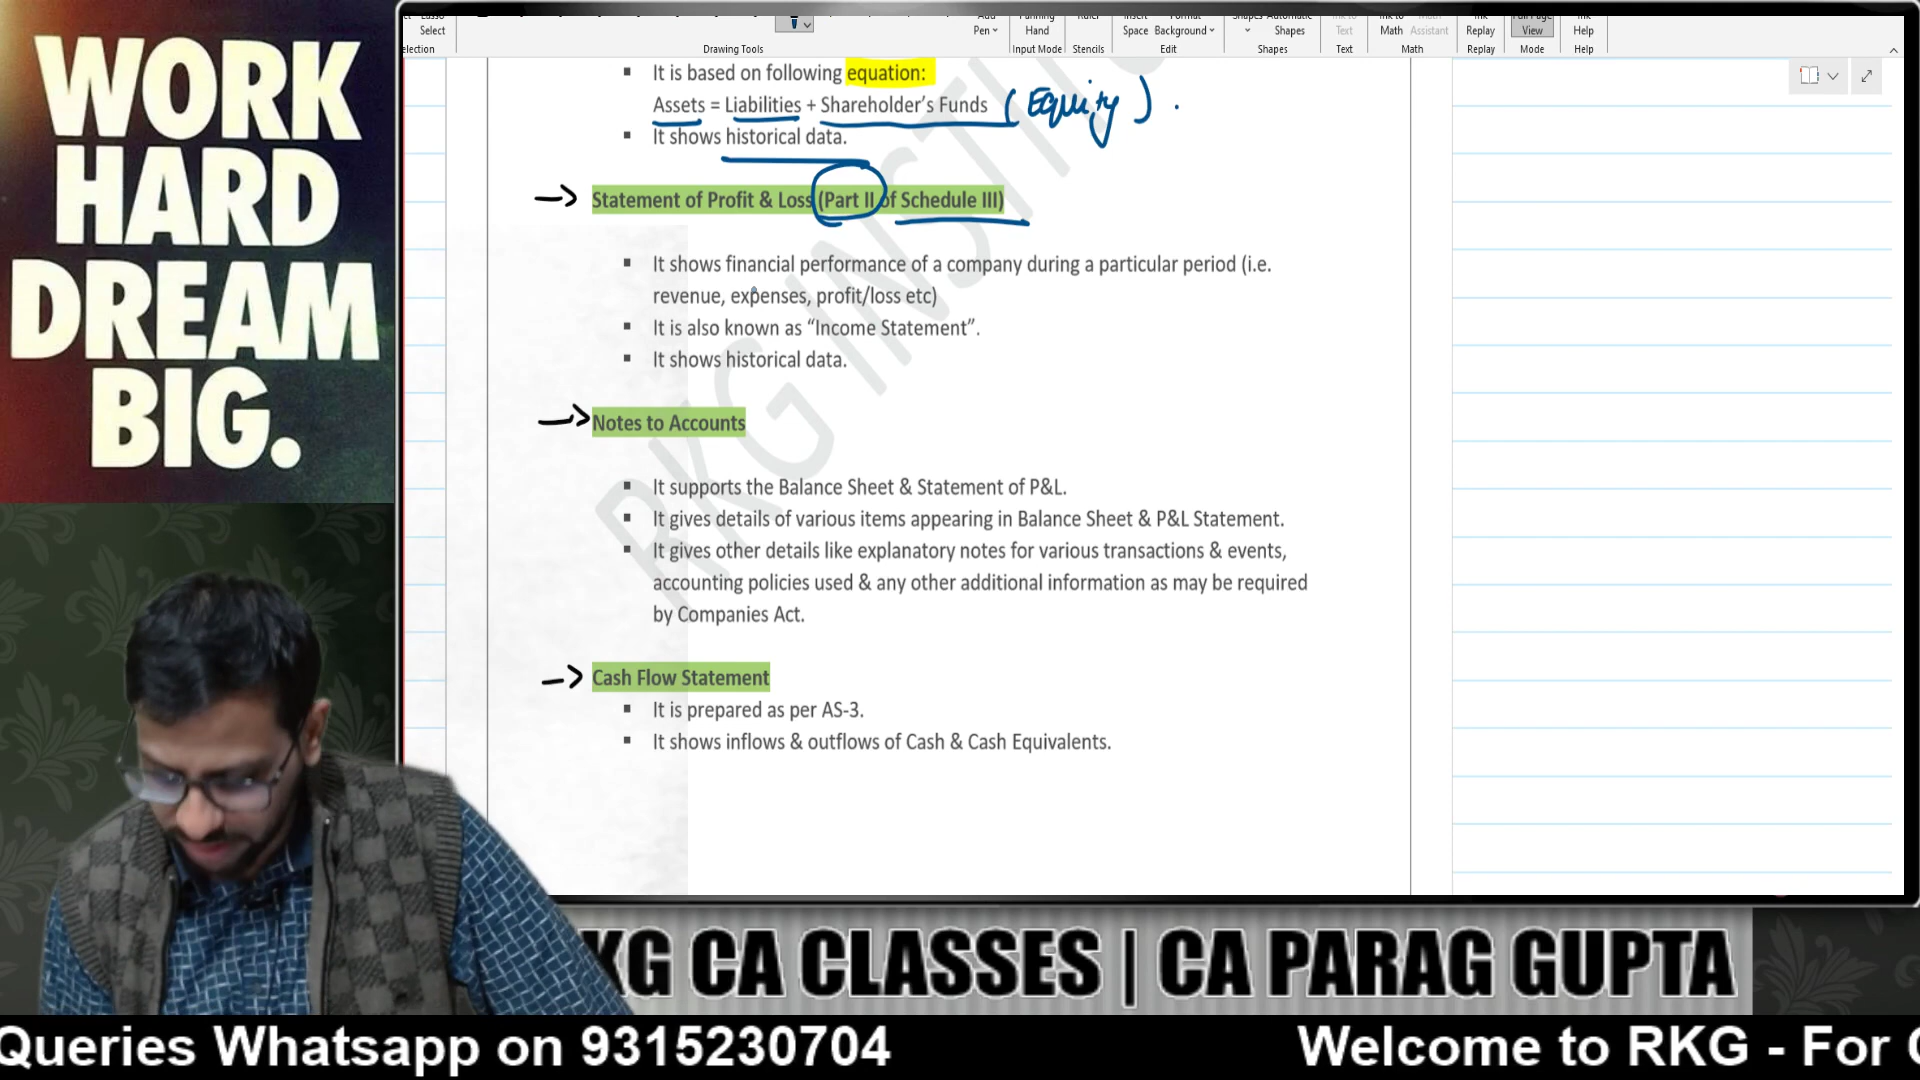 WORK
HARD
DREAM
BIG.
Select
Drawing Tools
Pen
Hand
Input Mode
Stencils
Space
Background
Edit
Shapes
Shapes
Text
Text
Math
Assistant
Math
Replay
Replay
View
Mode
Help
Help
▪ It is based on following equation:
Assets = Liabilities + Shareholder's Funds (Equity).
▪ It shows historical data.
Statement of Profit & Loss (Part II of Schedule III)
▪ It shows financial performance of a company during a particular period (i.e.
revenue, expenses, profit/loss etc)
▪ It is also known as “Income Statement”.
▪ It shows historical data.
Notes to Accounts
▪ It supports the Balance Sheet & Statement of P&L.
▪ It gives details of various items appearing in Balance Sheet & P&L Statement.
▪ It gives other details like explanatory notes for various transactions & events,
accounting policies used & any other additional information as may be required
by Companies Act.
Cash Flow Statement
▪ It is prepared as per AS-3.
▪ It shows inflows & outflows of Cash & Cash Equivalents.
RKG
KG CA CLASSES | CA PARAG GUPTA
Queries Whatsapp on 9315230704
Welcome to RKG - For